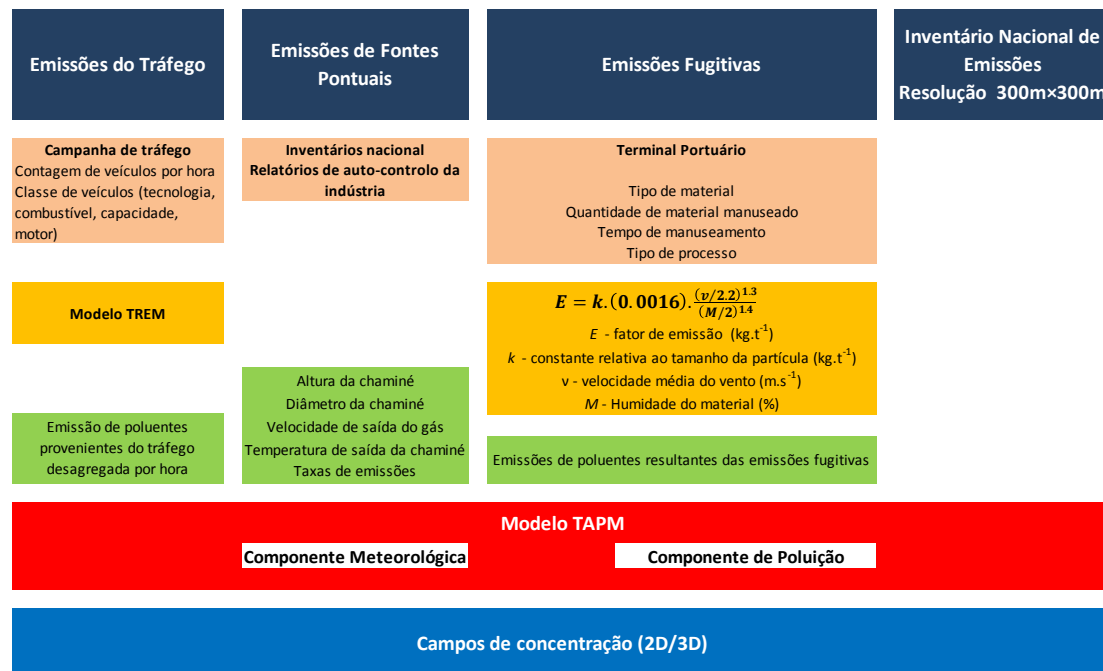 Emissões do Tráfego
Emissões de Fontes
Pontuais
Emissões Fugitivas
Inventário Nacional de
Emissões
Resolução 300m×300m
Campanha de tráfego
Contagem de veículos por hora
Classe de veículos (tecnologia,
combustível, capacidade,
motor)
Inventários nacional
Relatórios de auto-controlo da
indústria
Terminal Portuário
Tipo de material
Quantidade de material manuseado
Tempo de manuseamento
Tipo de processo
Modelo TREM
E = k.(0.0016).(v/2.2)^1.3/(M/2)^1.4
E - fator de emissão (kg.t⁻¹)
k - constante relativa ao tamanho da partícula (kg.t⁻¹)
v - velocidade média do vento (m.s⁻¹)
M - Humidade do material (%)
Emissão de poluentes
provenientes do tráfego
desagregada por hora
Altura da chaminé
Diâmetro da chaminé
Velocidade de saída do gás
Temperatura de saída da chaminé
Taxas de emissões
Emissões de poluentes resultantes das emissões fugitivas
Modelo TAPM
Componente Meteorológica
Componente de Poluição
Campos de concentração (2D/3D)